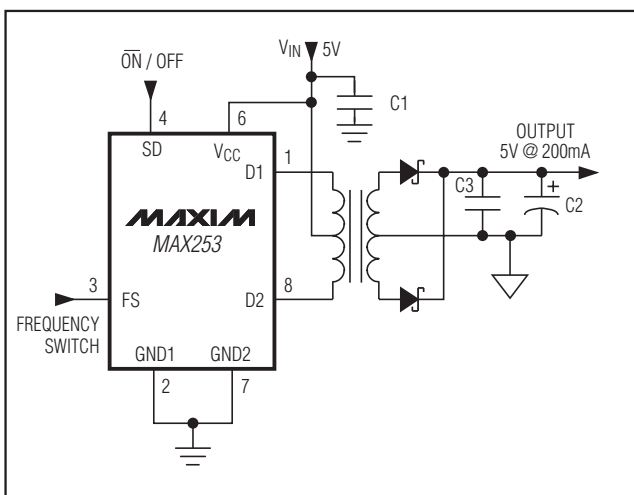 V_IN 5V
O̅N̅ / OFF
4
6
C1
SD
V_CC
1
D1
OUTPUT
5V @ 200mA
C3
+
C2
MAXIM
MAX253
3
FS
8
D2
FREQUENCY
SWITCH
GND1
GND2
2
7